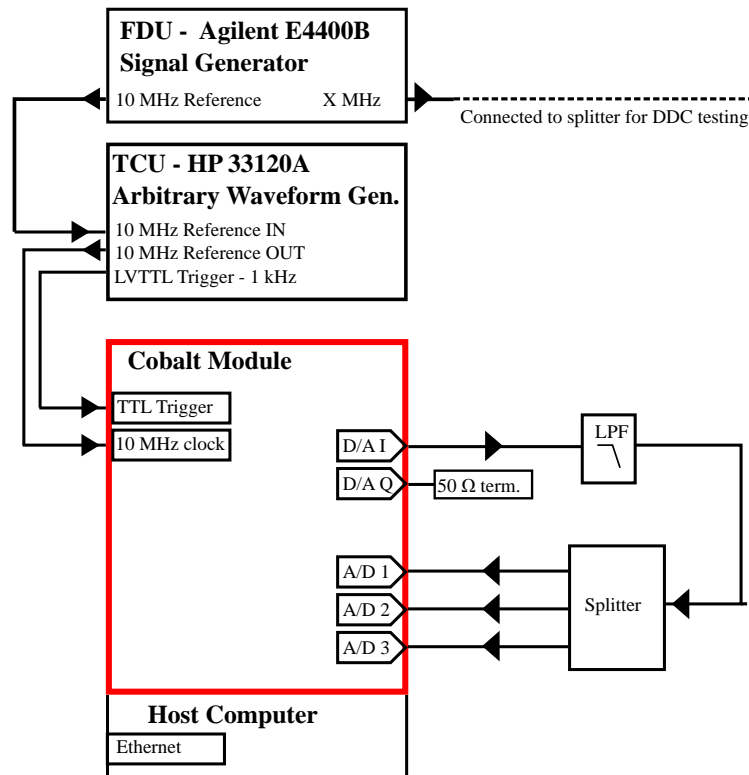 FDU - Agilent E4400B
Signal Generator
10 MHz Reference X MHz
Connected to splitter for DDC testing
TCU - HP 33120A
Arbitrary Waveform Gen.
10 MHz Reference IN
10 MHz Reference OUT
LVTTL Trigger - 1 kHz
Cobalt Module
TTL Trigger
10 MHz clock
D/A I
LPF
D/A Q
50 Ω term.
A/D 1
A/D 2
Splitter
A/D 3
Host Computer
Ethernet